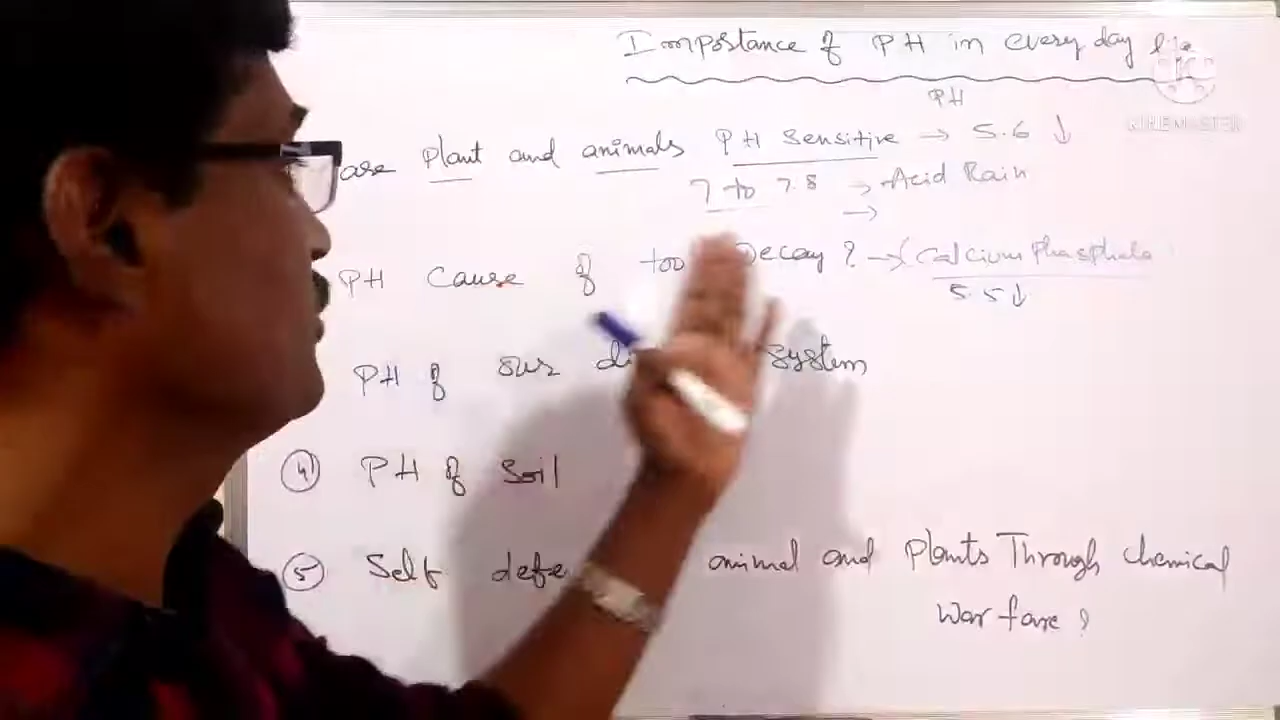 Importance of PH in every day life
PH
are Plant and animals PH Sensitive → 5.6 ↓
7 to 7.8 → Acid Rain
→
PH Cause of too Decay ? → Calcium Phosphate
5.5 ↓
PH of our di system
4 PH of Soil
5 Self defe animal and Plants Through Chemical
War fare ?
KINEMASTER